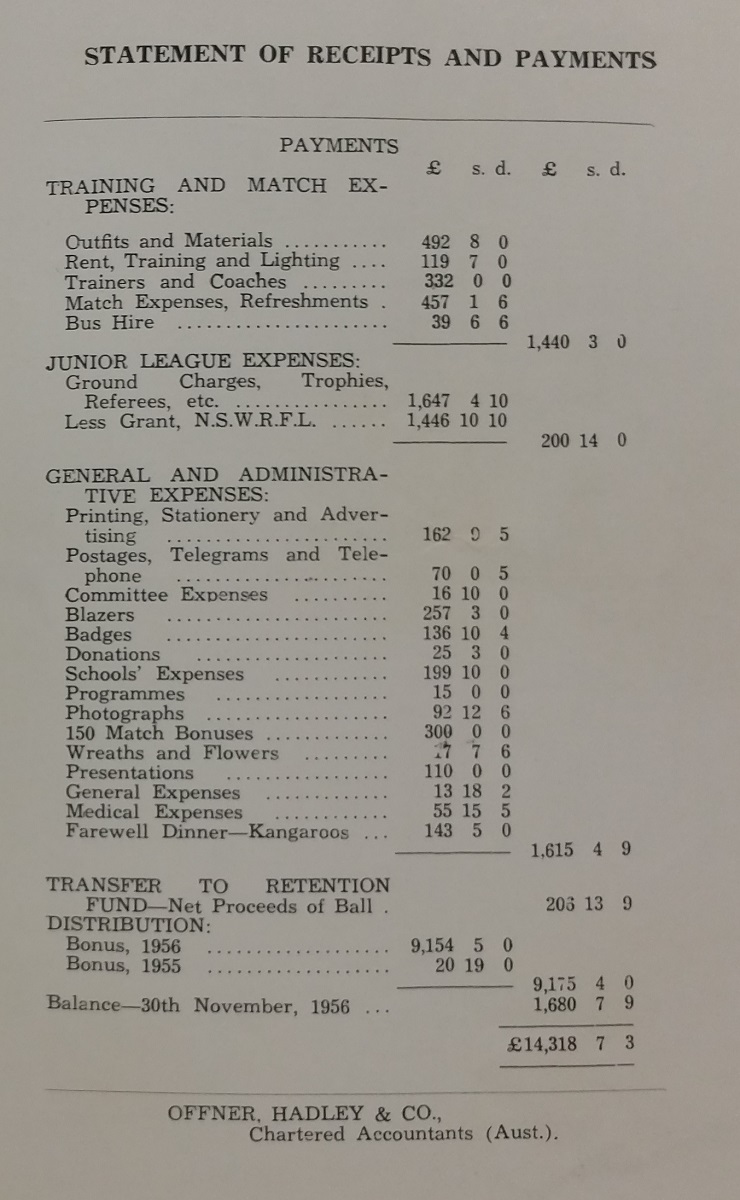 STATEMENT OF RECEIPTS AND PAYMENTS
PAYMENTS
£ s. d. £ s. d.
TRAINING AND MATCH EX-
PENSES:
Outfits and Materials ........... 492 8 0
Rent, Training and Lighting .... 119 7 0
Trainers and Coaches ......... 332 0 0
Match Expenses, Refreshments . 457 1 6
Bus Hire ...................... 39 6 6
1,440 3 0
JUNIOR LEAGUE EXPENSES:
Ground Charges, Trophies,
Referees, etc. ................ 1,647 4 10
Less Grant, N.S.W.R.F.L. ...... 1,446 10 10
200 14 0
GENERAL AND ADMINISTRA-
TIVE EXPENSES:
Printing, Stationery and Adver-
tising ....................... 162 9 5
Postages, Telegrams and Tele-
phone ...................... 70 0 5
Committee Expenses .......... 16 10 0
Blazers ....................... 257 3 0
Badges ....................... 136 10 4
Donations .................... 25 3 0
Schools' Expenses ............ 199 10 0
Programmes .................. 15 0 0
Photographs ................... 92 12 6
150 Match Bonuses ............. 300 0 0
Wreaths and Flowers ......... 17 7 6
Presentations ................. 110 0 0
General Expenses ............. 13 18 2
Medical Expenses ............ 55 15 5
Farewell Dinner—Kangaroos ... 143 5 0
1,615 4 9
TRANSFER TO RETENTION
FUND—Net Proceeds of Ball . 206 13 9
DISTRIBUTION:
Bonus, 1956 ................... 9,154 5 0
Bonus, 1955 ................... 20 19 0
9,175 4 0
Balance—30th November, 1956 ... 1,680 7 9
£14,318 7 3
OFFNER, HADLEY & CO.,
Chartered Accountants (Aust.).